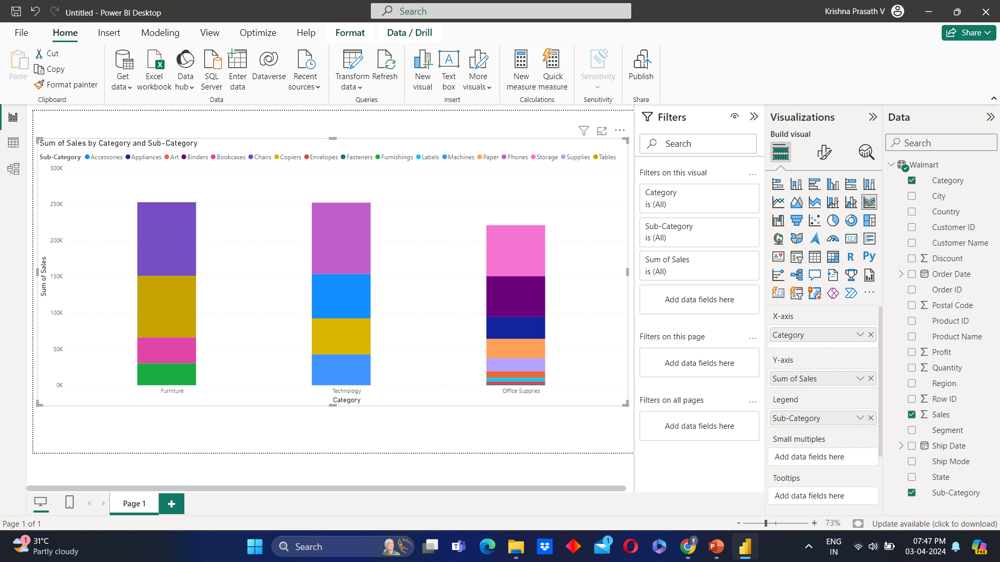 Untitled - Power BI Desktop
Search
Krishna Prasath V
File Home Insert Modeling View Optimize Help Format Data / Drill
Share
Paste
Cut
Copy
Format painter
Clipboard
Get data
Excel workbook
Data hub
SQL Server
Enter data
Dataverse
Recent sources
Data
Transform data
Refresh
Queries
New visual
Text box
More visuals
Insert
New measure
Quick measure
Calculations
Sensitivity
Sensitivity
Publish
Share
Sum of Sales by Category and Sub-Category
Sub-Category Accessories Appliances Art Binders Bookcases Chairs Copiers Envelopes Fasteners Furnishings Labels Machines Paper Phones Storage Supplies Tables
300K
250K
200K
150K
100K
50K
0K
Sum of Sales
Furniture Technology Office Supplies
Category
Filters
Search
Filters on this visual
Category
is (All)
Sub-Category
is (All)
Sum of Sales
is (All)
Add data fields here
Filters on this page
Add data fields here
Filters on all pages
Add data fields here
Visualizations
Build visual
123
R
Py
123
X-axis
Category
Y-axis
Sum of Sales
Legend
Sub-Category
Small multiples
Add data fields here
Tooltips
Add data fields here
Data
Search
Walmart
Category
City
Country
Customer ID
Customer Name
Discount
Order Date
Order ID
Postal Code
Product ID
Product Name
Profit
Quantity
Region
Row ID
Sales
Segment
Ship Date
Ship Mode
State
Sub-Category
Page 1
Page 1 of 1
- + 73%
Update available (click to download)
1
31°C
Partly cloudy
Search
1
ENG
IN
07:47 PM
03-04-2024
PRE